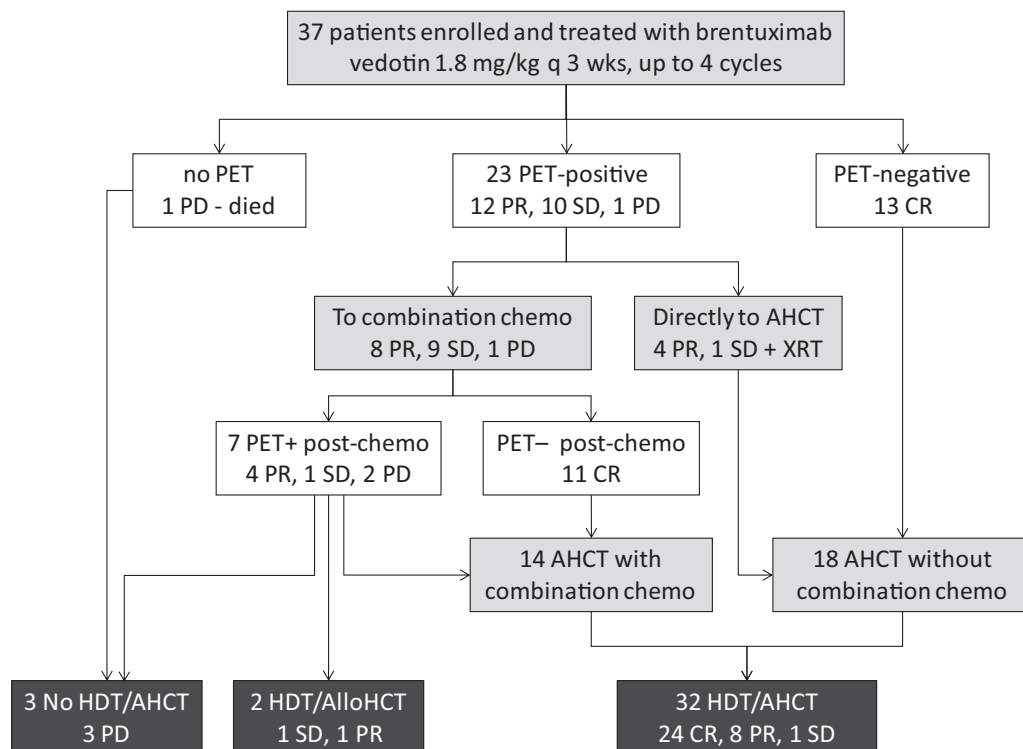 37 patients enrolled and treated with brentuximab
vedotin 1.8 mg/kg q 3 wks, up to 4 cycles
no PET
1 PD - died
23 PET-positive
12 PR, 10 SD, 1 PD
PET-negative
13 CR
To combination chemo
8 PR, 9 SD, 1 PD
Directly to AHCT
4 PR, 1 SD + XRT
7 PET+ post-chemo
4 PR, 1 SD, 2 PD
PET– post-chemo
11 CR
14 AHCT with
combination chemo
18 AHCT without
combination chemo
3 No HDT/AHCT
3 PD
2 HDT/AlloHCT
1 SD, 1 PR
32 HDT/AHCT
24 CR, 8 PR, 1 SD